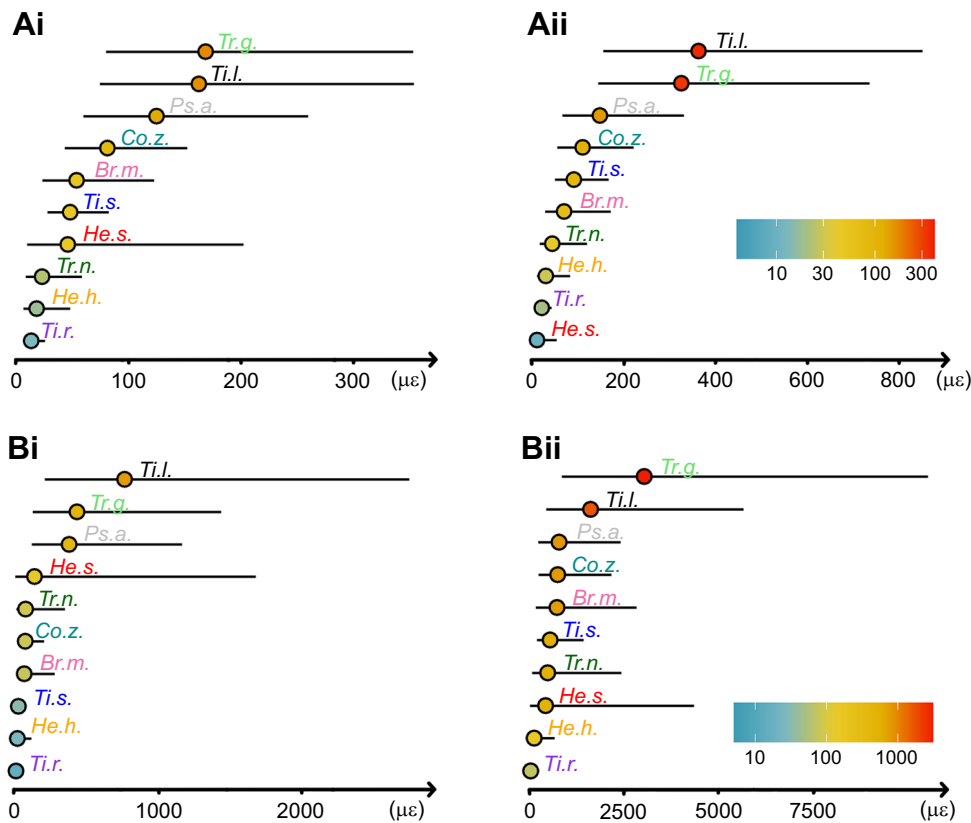 Ai
Tr.g.
Ti.l.
Ps.a.
Co.z.
Br.m.
Ti.s.
He.s.
Tr.n.
He.h.
Ti.r.
0 100 200 300 (με)
Aii
Ti.l.
Tr.g.
Ps.a.
Co.z.
Ti.s.
Br.m.
Tr.n.
He.h.
Ti.r.
He.s.
10 30 100 300
0 200 400 600 800 (με)
Bi
Ti.l.
Tr.g.
Ps.a.
He.s.
Tr.n.
Co.z.
Br.m.
Ti.s.
He.h.
Ti.r.
0 1000 2000 (με)
Bii
Tr.g.
Ti.l.
Ps.a.
Co.z.
Br.m.
Ti.s.
Tr.n.
He.s.
He.h.
Ti.r.
10 100 1000
0 2500 5000 7500 (με)